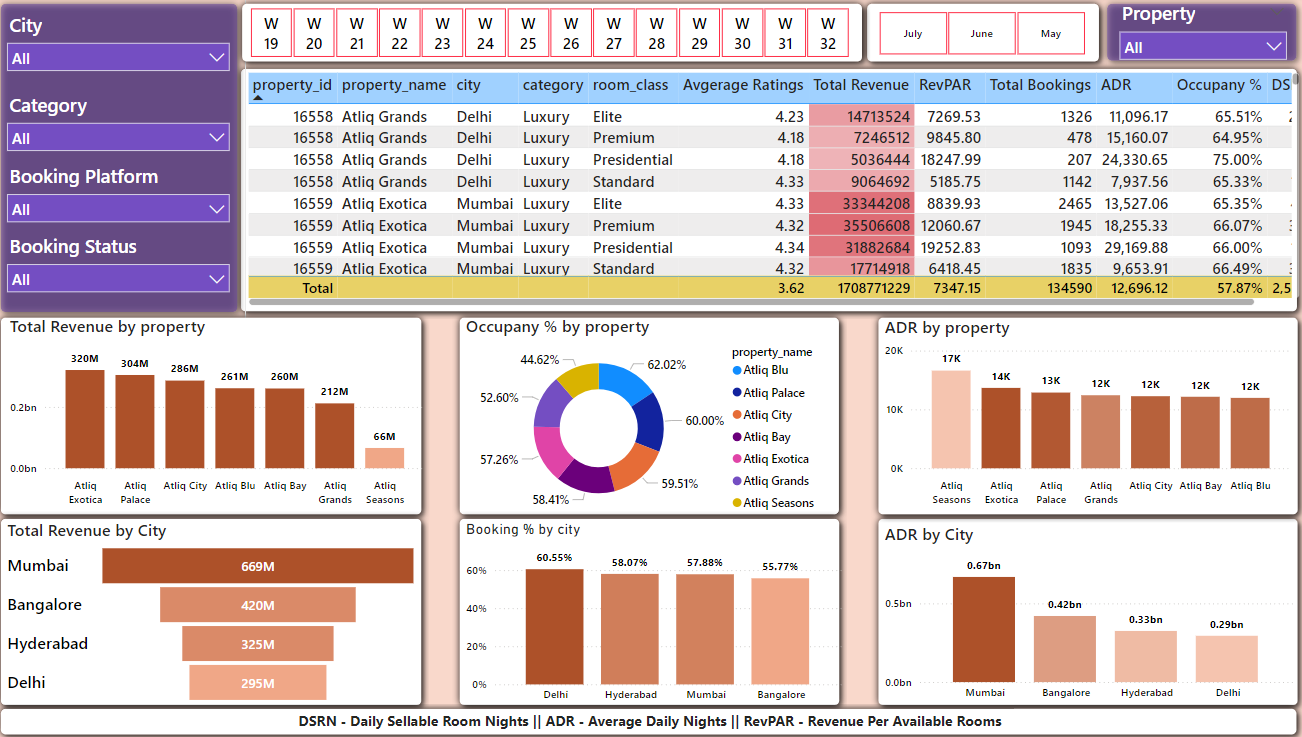 City
All
Category
All
Booking Platform
All
Booking Status
All
W 19 W 20 W 21 W 22 W 23 W 24 W 25 W 26 W 27 W 28 W 29 W 30 W 31 W 32
July June May
Property
All
property_id property_name city category room_class Avgerage Ratings Total Revenue RevPAR Total Bookings ADR Occupany % DS
16558 Atliq Grands Delhi Luxury Elite 4.23 14713524 7269.53 1326 11,096.17 65.51%
16558 Atliq Grands Delhi Luxury Premium 4.18 7246512 9845.80 478 15,160.07 64.95%
16558 Atliq Grands Delhi Luxury Presidential 4.18 5036444 18247.99 207 24,330.65 75.00%
16558 Atliq Grands Delhi Luxury Standard 4.33 9064692 5185.75 1142 7,937.56 65.33%
16559 Atliq Exotica Mumbai Luxury Elite 4.33 33344208 8839.93 2465 13,527.06 65.35%
16559 Atliq Exotica Mumbai Luxury Premium 4.32 35506608 12060.67 1945 18,255.33 66.07%
16559 Atliq Exotica Mumbai Luxury Presidential 4.34 31882684 19252.83 1093 29,169.88 66.00%
16559 Atliq Exotica Mumbai Luxury Standard 4.32 17714918 6418.45 1835 9,653.91 66.49%
Total 3.62 1708771229 7347.15 134590 12,696.12 57.87% 2,5
Total Revenue by property
320M 304M 286M 261M 260M 212M 66M
0.2bn
0.0bn
Atliq Exotica Atliq Palace Atliq City Atliq Blu Atliq Bay Atliq Grands Atliq Seasons
Occupany % by property
44.62% 62.02%
52.60% 60.00%
57.26% 59.51%
58.41%
property_name
Atliq Blu
Atliq Palace
Atliq City
Atliq Bay
Atliq Exotica
Atliq Grands
Atliq Seasons
ADR by property
20K
10K
0K
17K 14K 13K 12K 12K 12K 12K
Atliq Seasons Atliq Exotica Atliq Palace Atliq Grands Atliq City Atliq Bay Atliq Blu
Total Revenue by City
Mumbai 669M
Bangalore 420M
Hyderabad 325M
Delhi 295M
Booking % by city
60.55% 58.07% 57.88% 55.77%
60%
40%
20%
0%
Delhi Hyderabad Mumbai Bangalore
ADR by City
0.67bn 0.42bn 0.33bn 0.29bn
0.5bn
0.0bn
Mumbai Bangalore Hyderabad Delhi
DSRN - Daily Sellable Room Nights || ADR - Average Daily Nights || RevPAR - Revenue Per Available Rooms